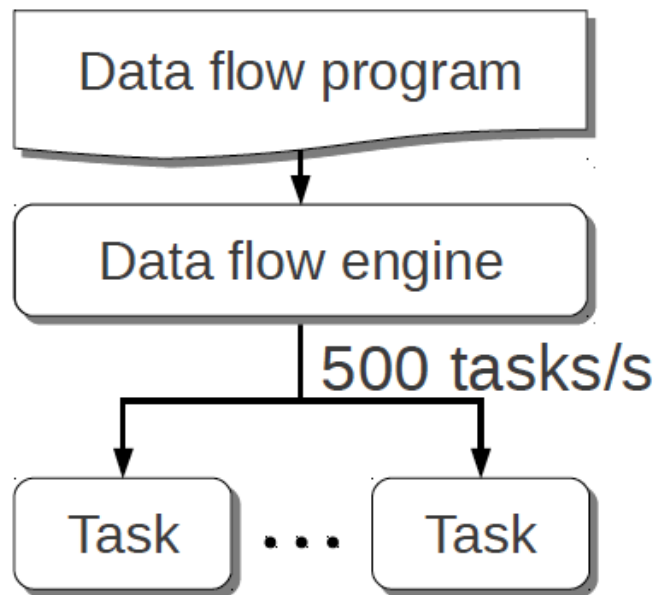 Data flow program
Data flow engine
500 tasks/s
Task
Task